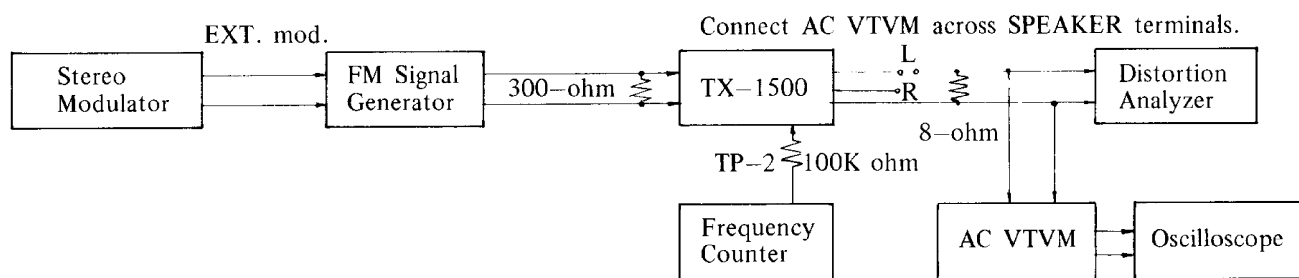 Connect AC VTVM across SPEAKER terminals.
EXT. mod.
Stereo
Modulator
FM Signal
Generator
300-ohm
TX-1500
L
R
8-ohm
Distortion
Analyzer
TP-2
100K ohm
Frequency
Counter
AC VTVM
Oscilloscope